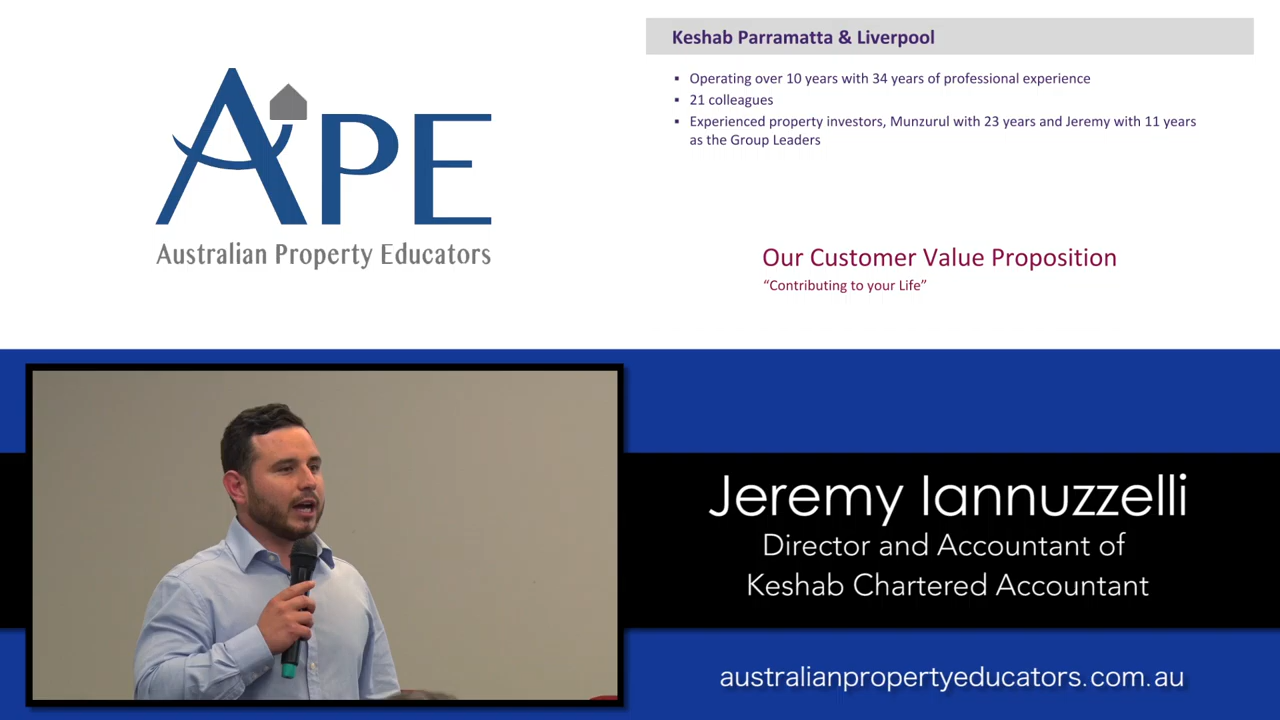 APE
Australian Property Educators
Keshab Parramatta & Liverpool
▪ Operating over 10 years with 34 years of professional experience
▪ 21 colleagues
▪ Experienced property investors, Munzurul with 23 years and Jeremy with 11 years
as the Group Leaders
Our Customer Value Proposition
“Contributing to your Life”
Jeremy Iannuzzelli
Director and Accountant of
Keshab Chartered Accountant
australianpropertyeducators.com.au